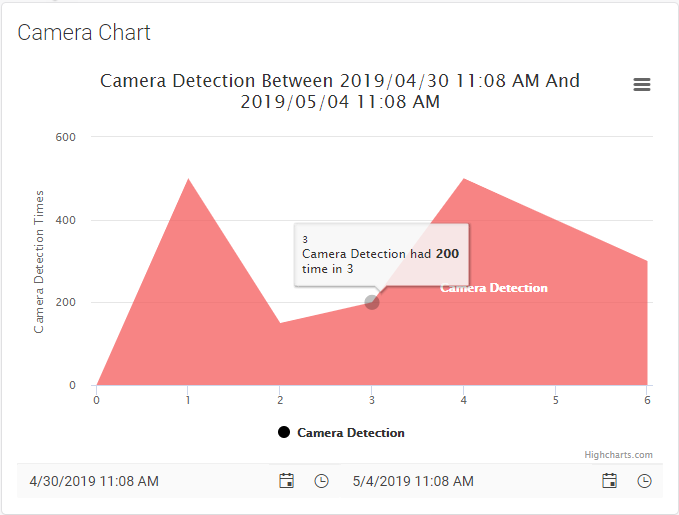 Camera Chart
Camera Detection Between 2019/04/30 11:08 AM And
2019/05/04 11:08 AM
Camera Detection Times
600
400
200
0
3
Camera Detection had 200
time in 3
Camera Detection
0 1 2 3 4 5 6
Camera Detection
Highcharts.com
4/30/2019 11:08 AM 5/4/2019 11:08 AM